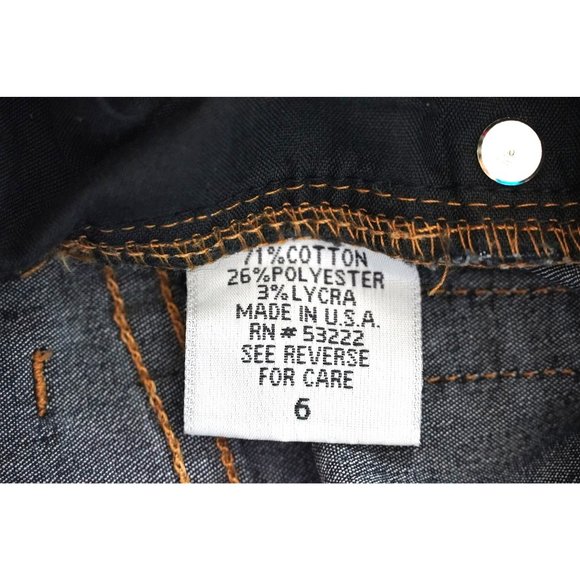 71%COTTON
26%POLYESTER
3%LYCRA
MADE IN U.S.A.
RN# 53222
SEE REVERSE
FOR CARE
6